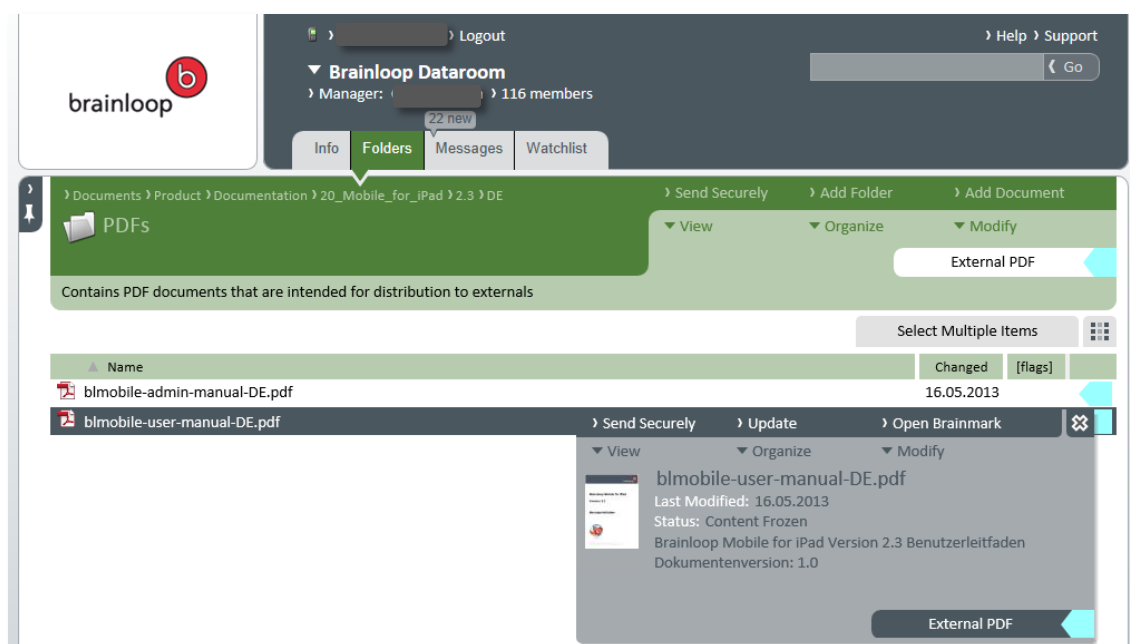 › › Logout › Help › Support
Brainloop Dataroom Go
› Manager: › 116 members
22 new
brainloop
Info Folders Messages Watchlist
› Documents › Product › Documentation › 20_Mobile_for_iPad › 2.3 › DE › Send Securely › Add Folder › Add Document
PDFs View Organize Modify
External PDF
Contains PDF documents that are intended for distribution to externals
Select Multiple Items
Name Changed [flags]
blmobile-admin-manual-DE.pdf 16.05.2013
blmobile-user-manual-DE.pdf › Send Securely › Update › Open Brainmark
View Organize Modify
blmobile-user-manual-DE.pdf
Last Modified: 16.05.2013
Status: Content Frozen
Brainloop Mobile for iPad Version 2.3 Benutzerleitfaden
Dokumentenversion: 1.0
External PDF